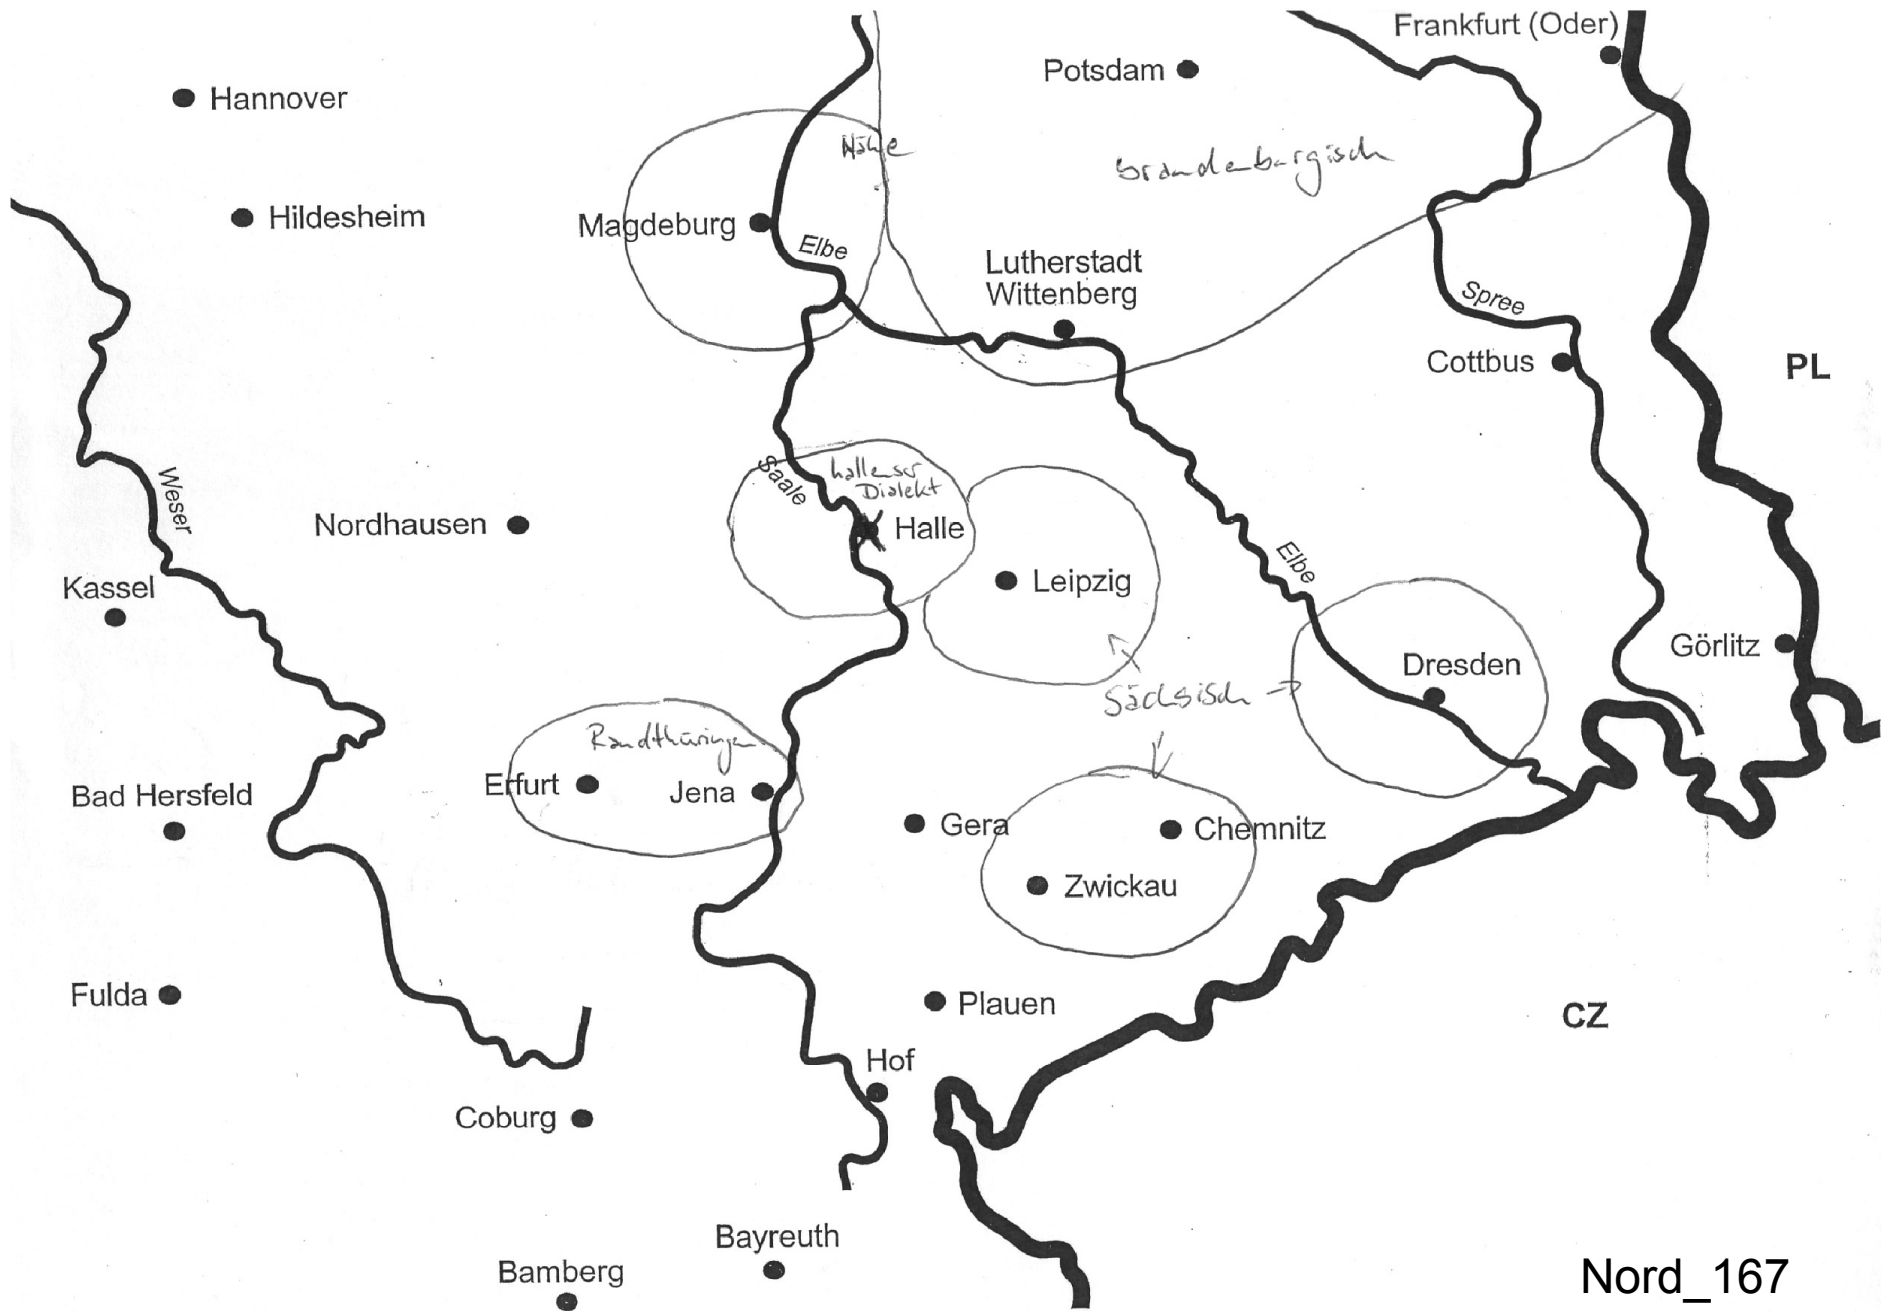 Frankfurt (Oder)
Potsdam
Hannover
Brandenburgisch
Hildesheim
Magdeburg
Elbe
Lutherstadt
Wittenberg
Spree
Cottbus
PL
Weser
Saale
hallenser
Dialekt
Nordhausen
Halle
Elbe
Leipzig
Kassel
Görlitz
Dresden
Sächsisch
Randthüringen
Erfurt
Jena
Bad Hersfeld
Gera
Chemnitz
Zwickau
Fulda
Plauen
CZ
Hof
Coburg
Bayreuth
Bamberg
Nord_167